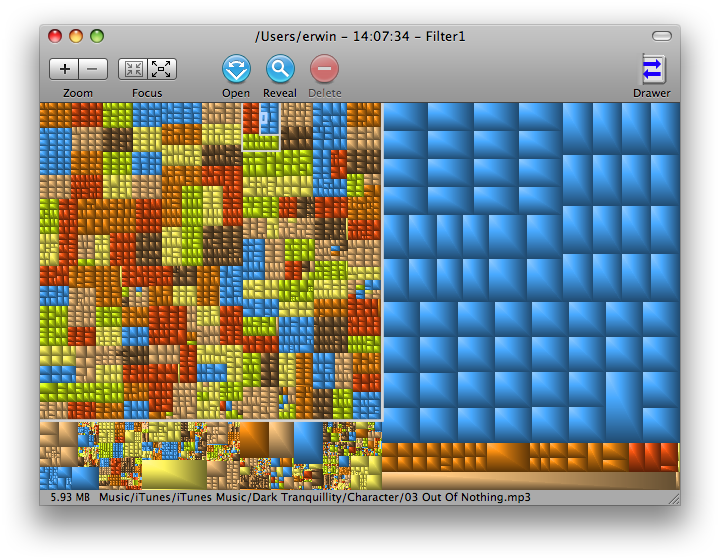 /Users/erwin - 14:07:34 - Filter1
Zoom Focus Open Reveal Delete Drawer
5.93 MB Music/iTunes/iTunes Music/Dark Tranquillity/Character/03 Out Of Nothing.mp3